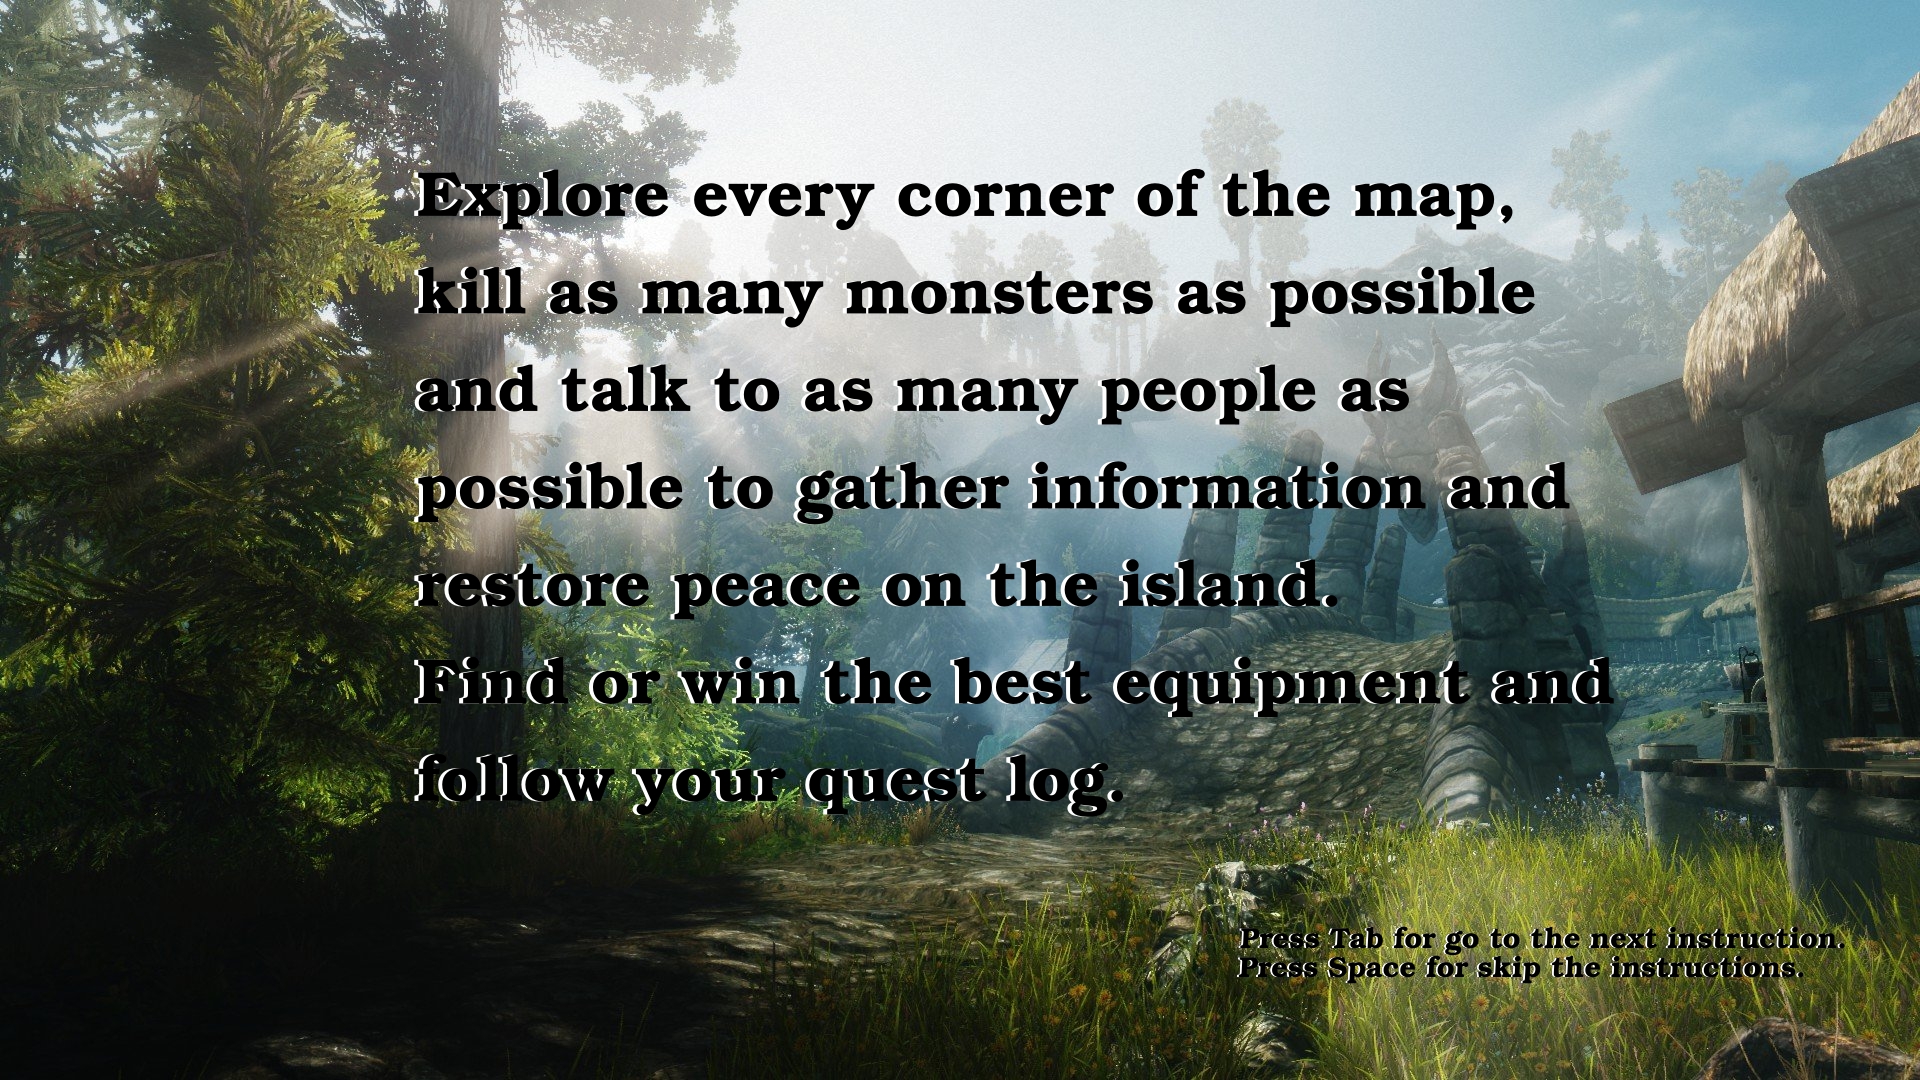 Explore every corner of the map,
kill as many monsters as possible
and talk to as many people as
possible to gather information and
restore peace on the island.
Find or win the best equipment and
follow your quest log.
Press Tab for go to the next instruction.
Press Space for skip the instructions.